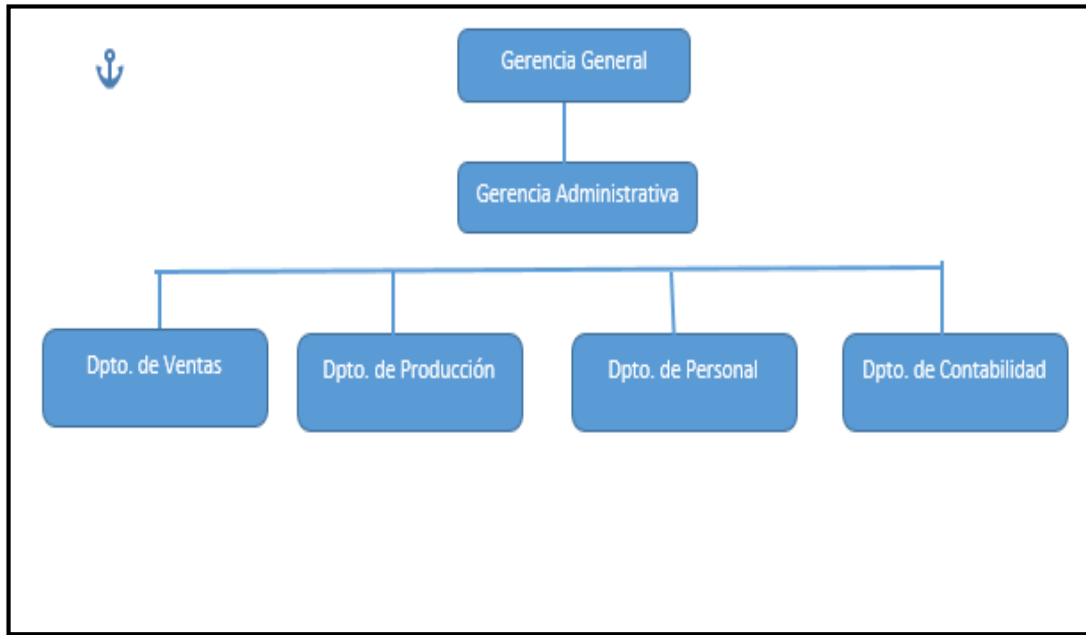 Gerencia General
Gerencia Administrativa
Dpto. de Ventas
Dpto. de Producción
Dpto. de Personal
Dpto. de Contabilidad